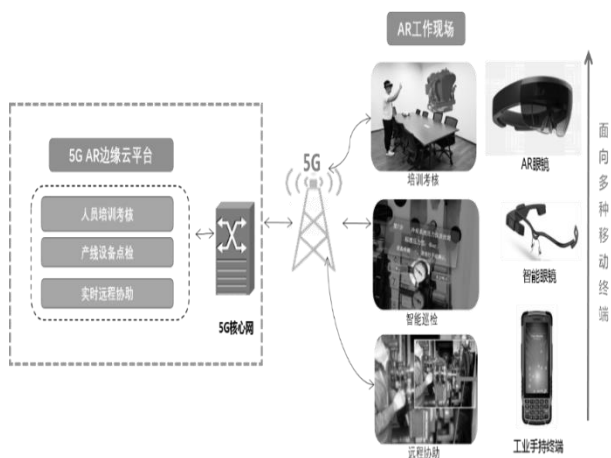 AR工作现场
5G AR边缘云平台
人员培训考核
产线设备点检
实时远程协助
5G核心网
5G
培训考核
智能巡检
远程协助
AR眼镜
智能眼镜
工业手持终端
面向多种移动终端